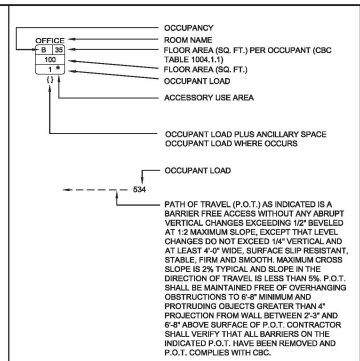 OCCUPANCY
OFFICE
ROOM NAME
B 35
FLOOR AREA (SQ. FT.) PER OCCUPANT (CBC
TABLE 1004.1.1)
100
FLOOR AREA (SQ. FT.)
1 *
OCCUPANT LOAD
{ }
ACCESSORY USE AREA
OCCUPANT LOAD PLUS ANCILLARY SPACE
OCCUPANT LOAD WHERE OCCURS
OCCUPANT LOAD
534
PATH OF TRAVEL (P.O.T.) AS INDICATED IS A
BARRIER FREE ACCESS WITHOUT ANY ABRUPT
VERTICAL CHANGES EXCEEDING 1/2" BEVELED
AT 1:2 MAXIMUM SLOPE, EXCEPT THAT LEVEL
CHANGES DO NOT EXCEED 1/4" VERTICAL AND
AT LEAST 4'-0" WIDE, SURFACE SLIP RESISTANT,
STABLE, FIRM AND SMOOTH. MAXIMUM CROSS
SLOPE IS 2% TYPICAL AND SLOPE IN THE
DIRECTION OF TRAVEL IS LESS THAN 5%. P.O.T.
SHALL BE MAINTAINED FREE OF OVERHANGING
OBSTRUCTIONS TO 6'-8" MINIMUM AND
PROTRUDING OBJECTS GREATER THAN 4"
PROJECTION FROM WALL BETWEEN 2'-3" AND
6'-8" ABOVE SURFACE OF P.O.T. CONTRACTOR
SHALL VERIFY THAT ALL BARRIERS ON THE
INDICATED P.O.T. HAVE BEEN REMOVED AND
P.O.T. COMPLIES WITH CBC.